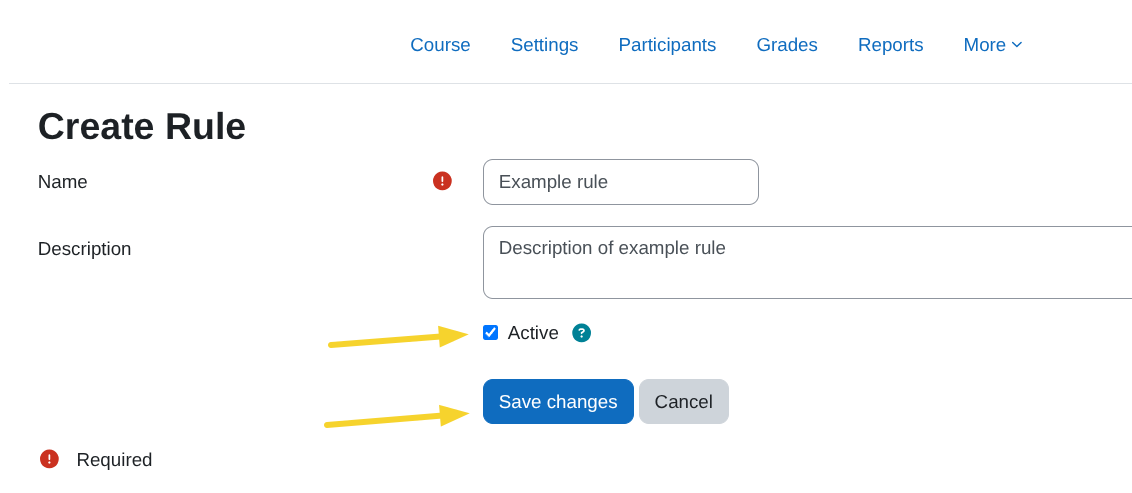 Course Settings Participants Grades Reports More
Create Rule
Name Example rule
Description Description of example rule
Active
Save changes Cancel
Required